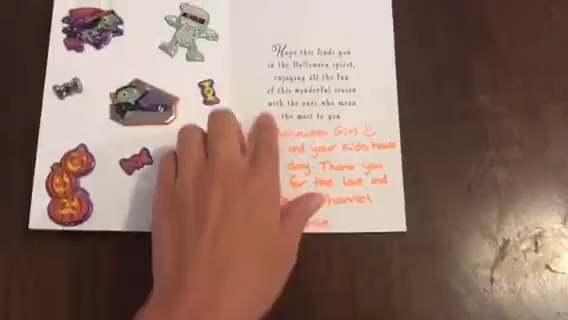 Hope this finds you
in the Halloween spirit,
enjoying all the fun
of this wonderful season
with the ones who mean
the most to you
Halloween Girl
and your kids have
day. Thank you
for the love and
Channel